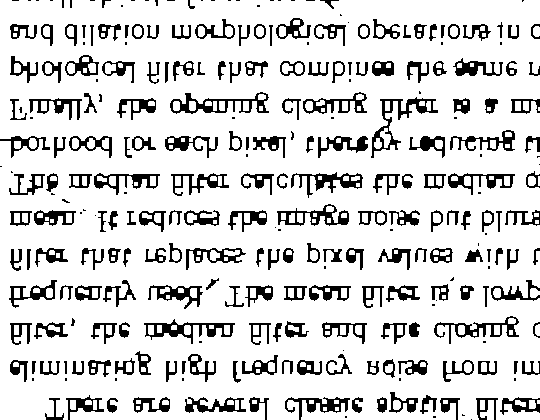 There are several classic spatial filters
eliminating high frequency noise from im
filter, the median filter and the closing o
frequently used. The mean filter is a lowp
filter that replaces the pixel values with t
mean. It reduces the image noise but blurs
The median filter calculates the median o
borhood for each pixel, thereby reducing th
Finally, the opening closing filter is a ma
phological filter that combines the same r
and dilation morphological operations in o